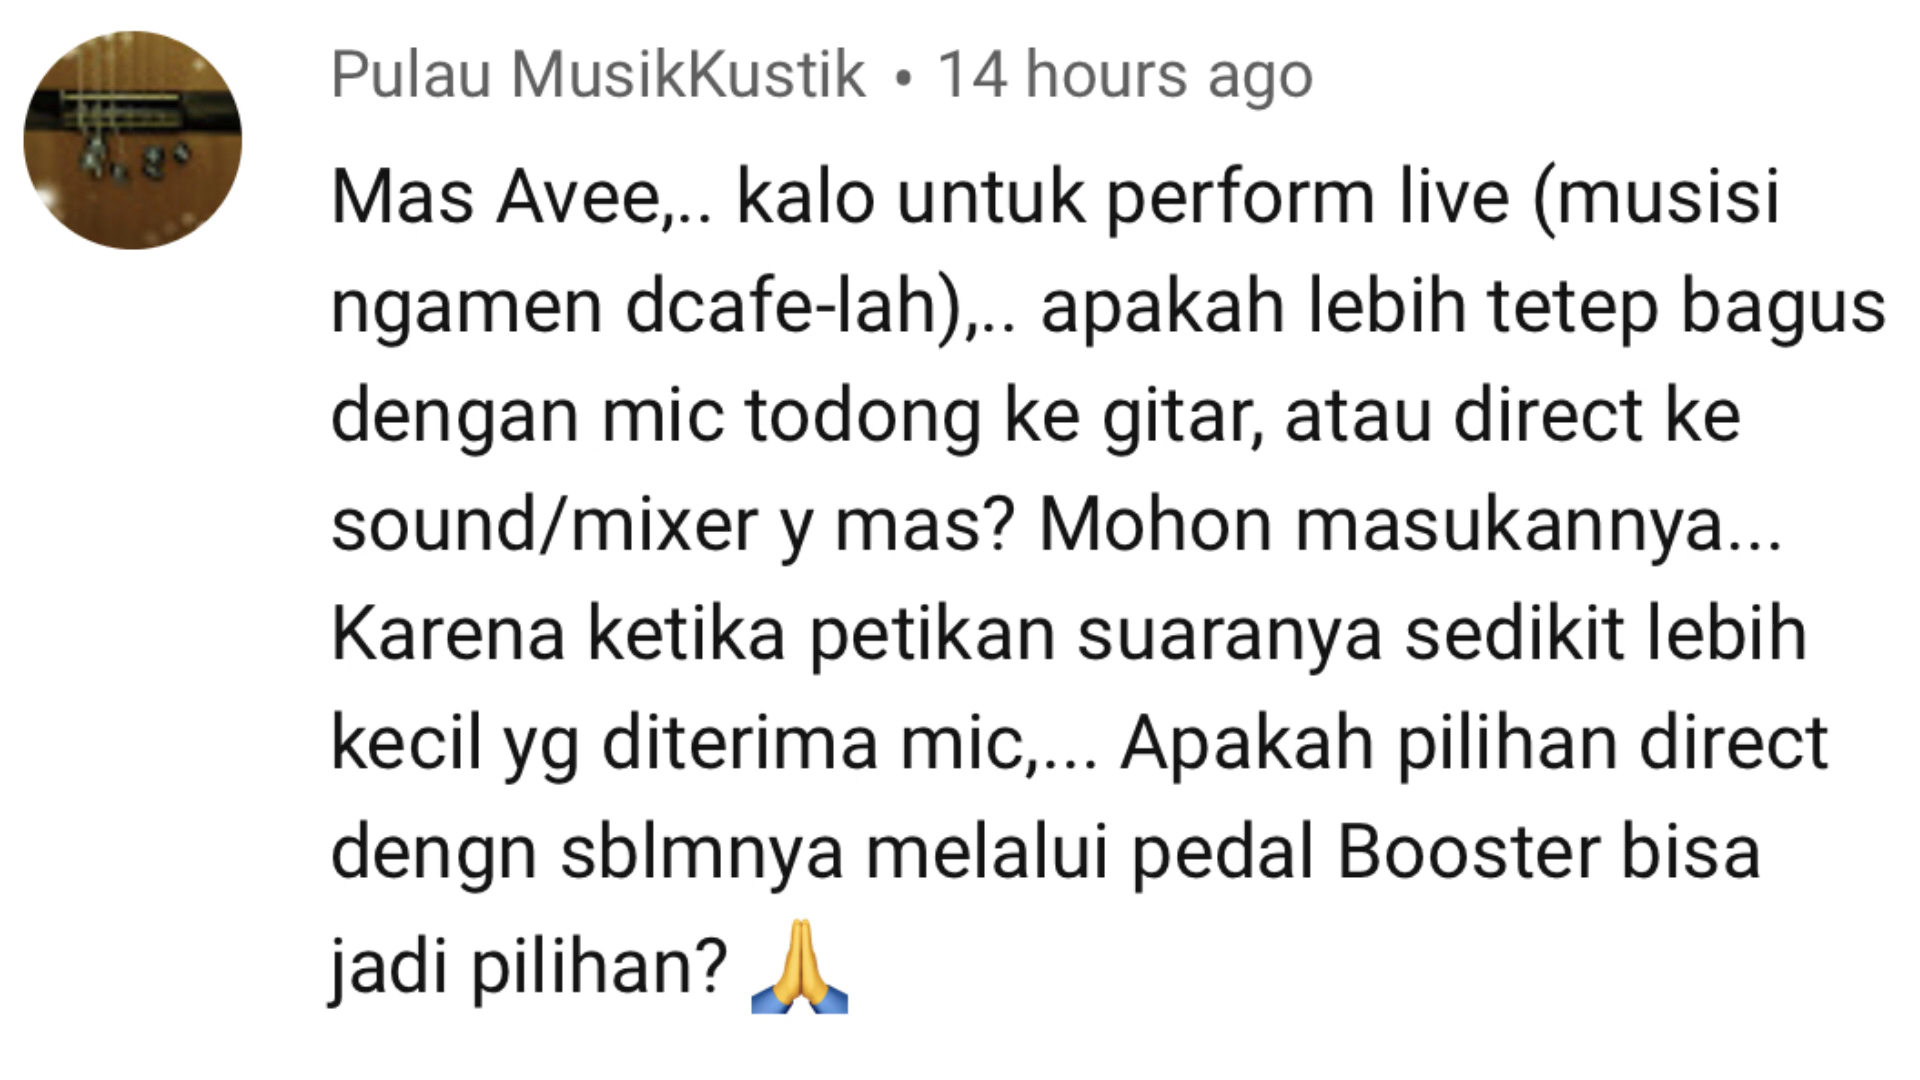 Pulau MusikKustik • 14 hours ago
Mas Avee,.. kalo untuk perform live (musisi
ngamen dcafe-lah),.. apakah lebih tetep bagus
dengan mic todong ke gitar, atau direct ke
sound/mixer y mas? Mohon masukannya...
Karena ketika petikan suaranya sedikit lebih
kecil yg diterima mic,... Apakah pilihan direct
dengn sblmnya melalui pedal Booster bisa
jadi pilihan? 🙏